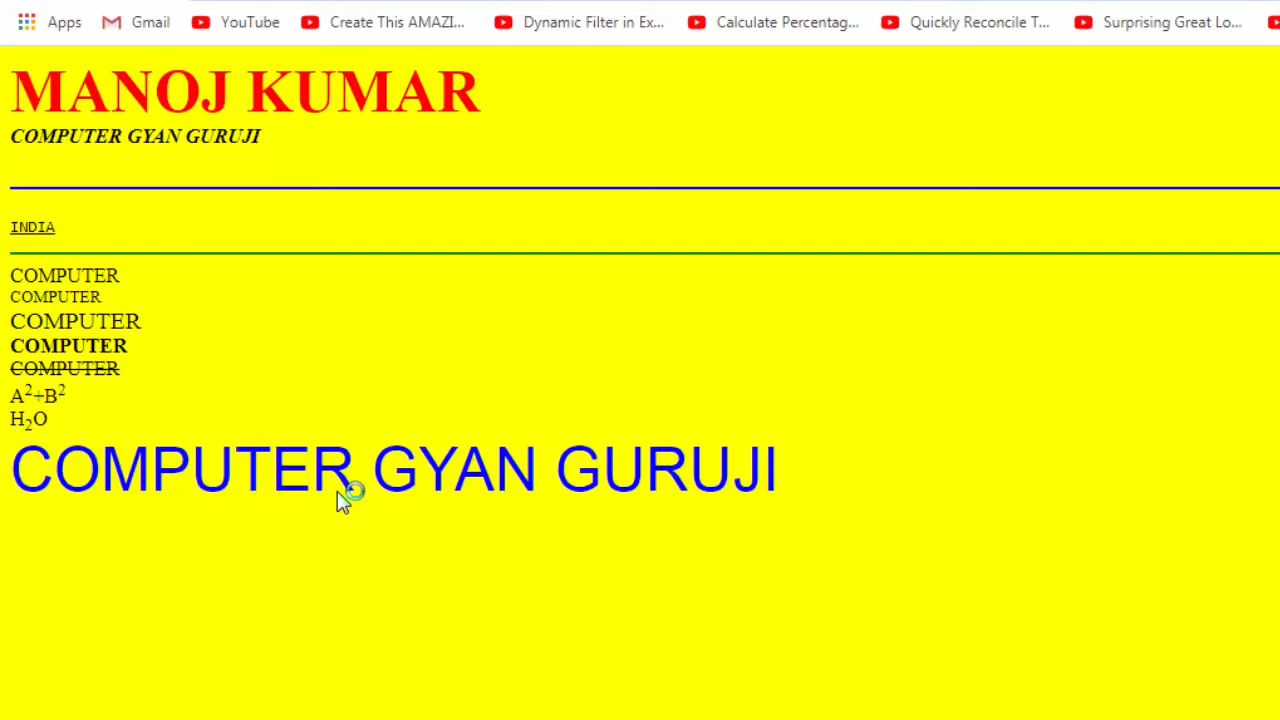 Apps Gmail YouTube Create This AMAZI... Dynamic Filter in Ex... Calculate Percentag... Quickly Reconcile T... Surprising Great Lo...
MANOJ KUMAR
COMPUTER GYAN GURUJI
INDIA
COMPUTER
COMPUTER
COMPUTER
COMPUTER
COMPUTER
A²+B²
H₂O
COMPUTER GYAN GURUJI